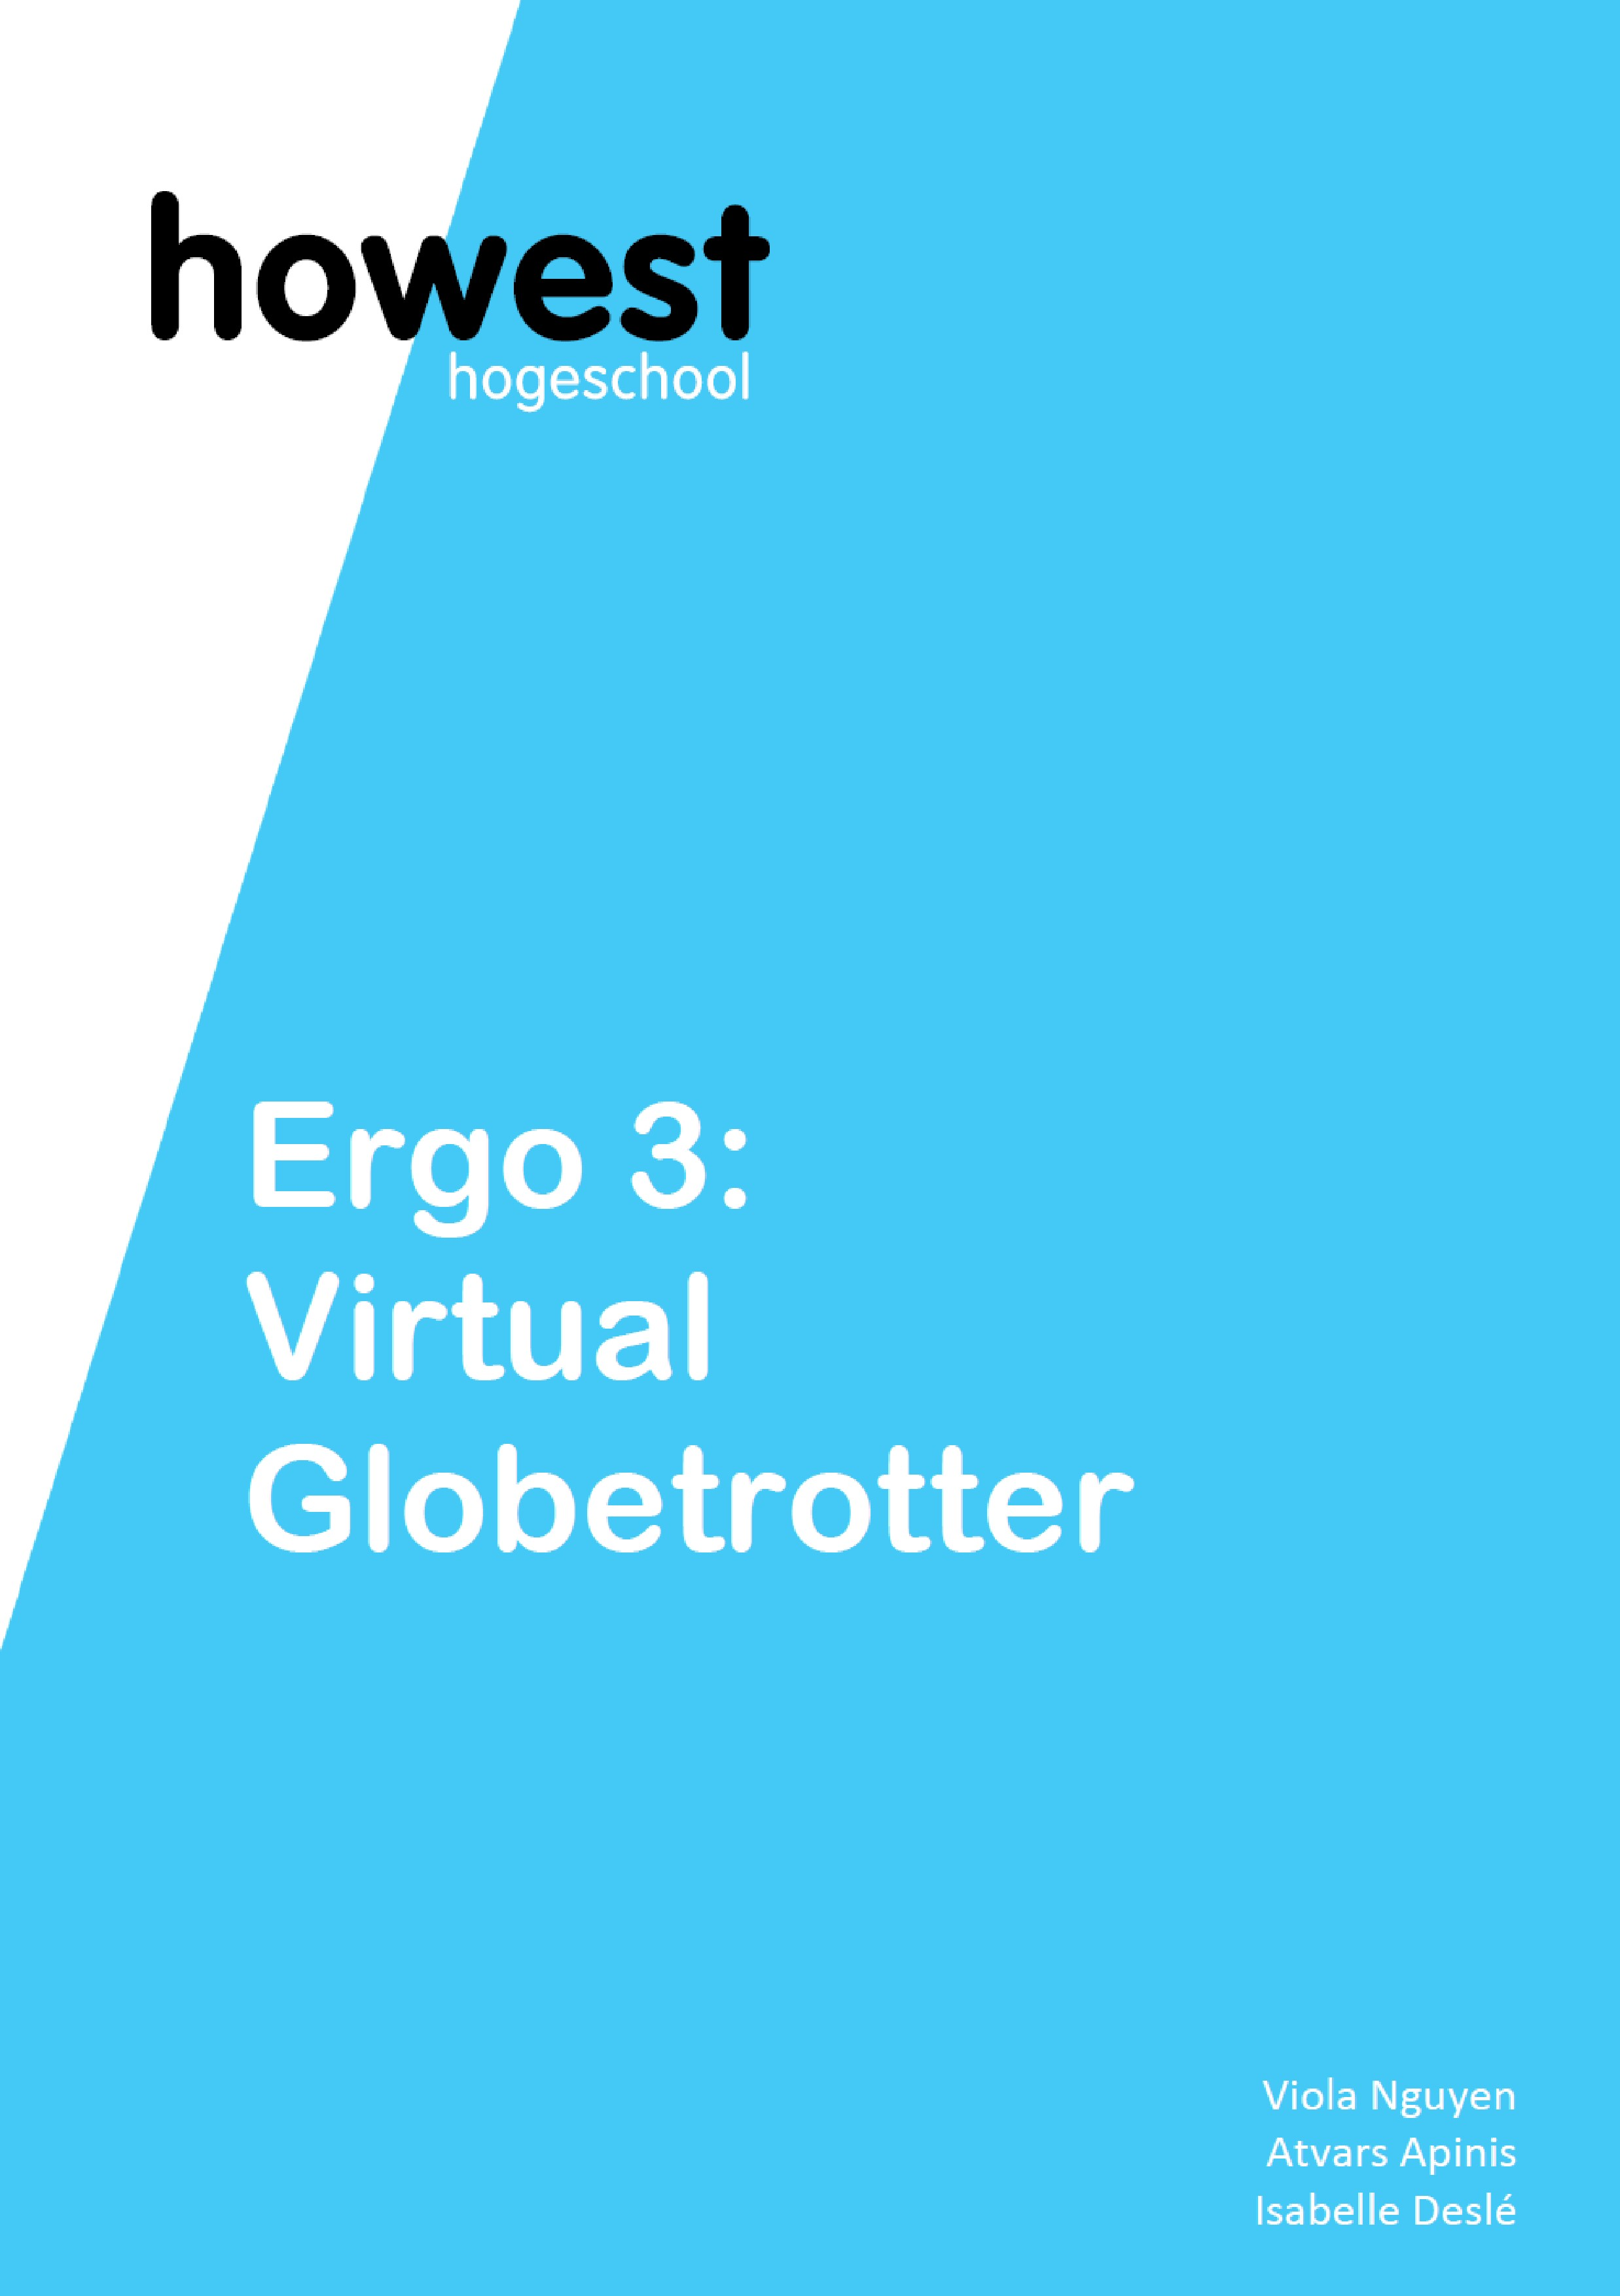 howest
hogeschool
Ergo 3:
Virtual
Globetrotter
Viola Nguyen
Atvars Apinis
Isabelle Deslé